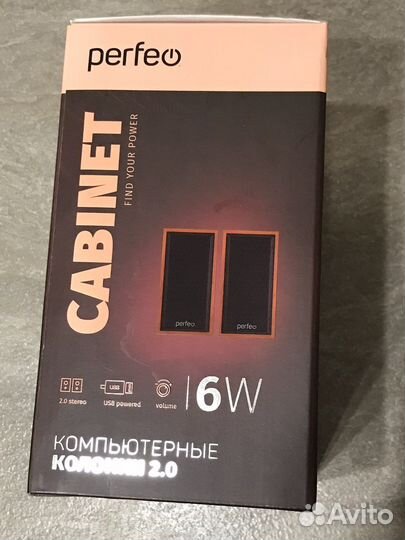 perfeo
CABINET
FIND YOUR POWER
perfeo
perfeo
USB
2.0 stereo
USB powered
volume
6W
КОМПЬЮТЕРНЫЕ
КОЛОНКИ 2.0
Avito